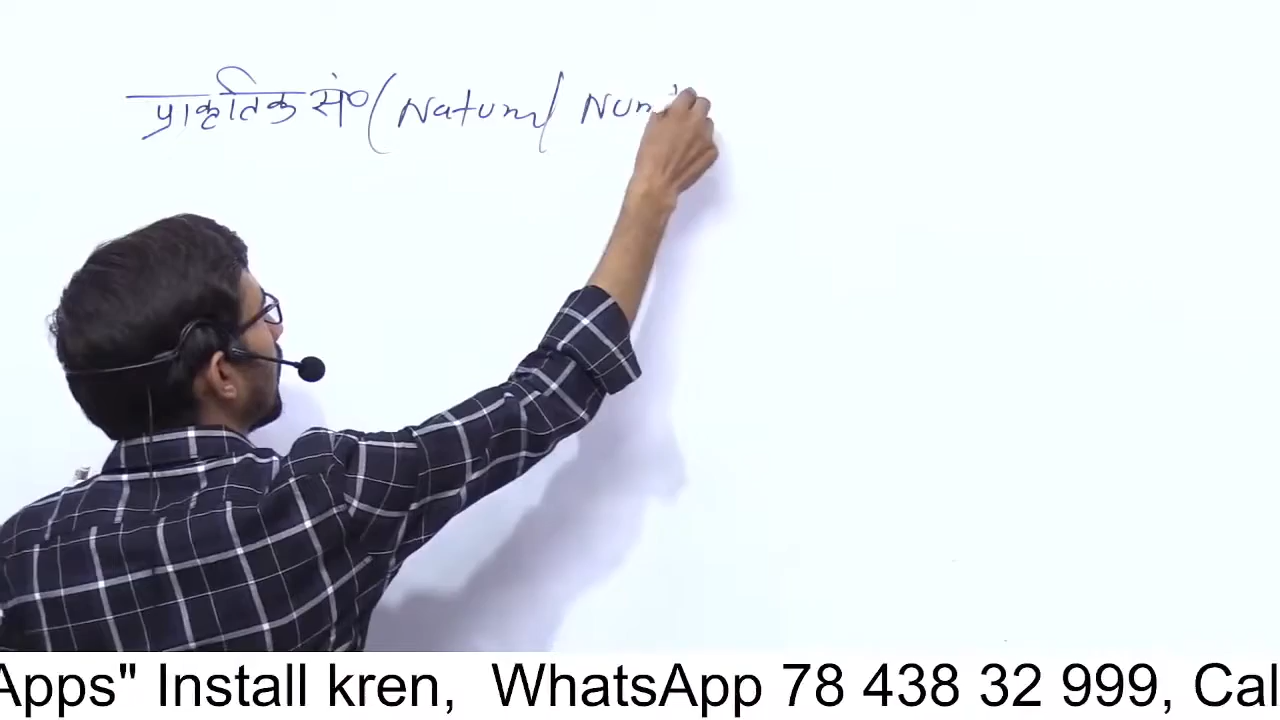 प्राकृतिक सं० ( Natural Num
Apps" Install kren, WhatsApp 78 438 32 999, Cal